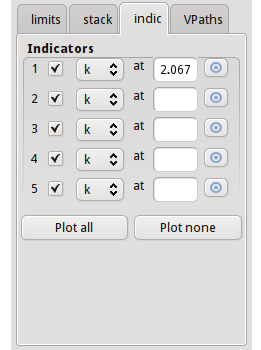 limits stack indic VPaths
Indicators
1 k at 2.067
2 k at
3 k at
4 k at
5 k at
Plot all Plot none